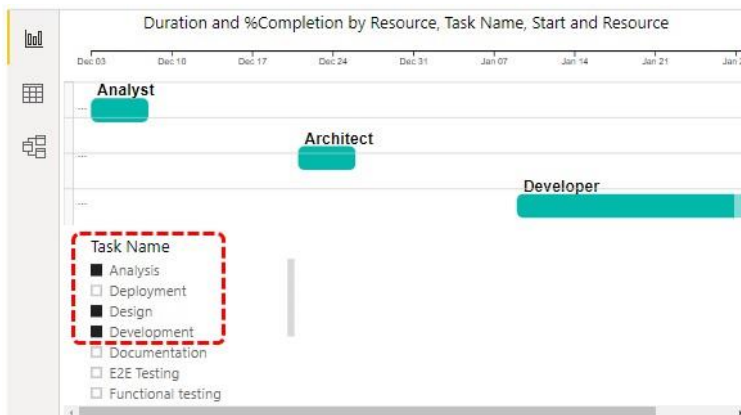 Duration and %Completion by Resource, Task Name, Start and Resource
Dec 03 Dec 10 Dec 17 Dec 24 Dec 31 Jan 07 Jan 14 Jan 21 Jan
Analyst
...
Architect
...
Developer
...
Task Name
Analysis
Deployment
Design
Development
Documentation
E2E Testing
Functional testing